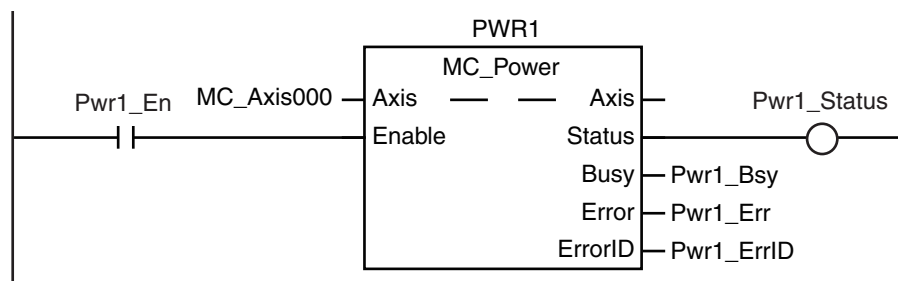 PWR1
MC_Power
Pwr1_En MC_Axis000 Axis Axis Pwr1_Status
Enable Status
Busy Pwr1_Bsy
Error Pwr1_Err
ErrorID Pwr1_ErrID